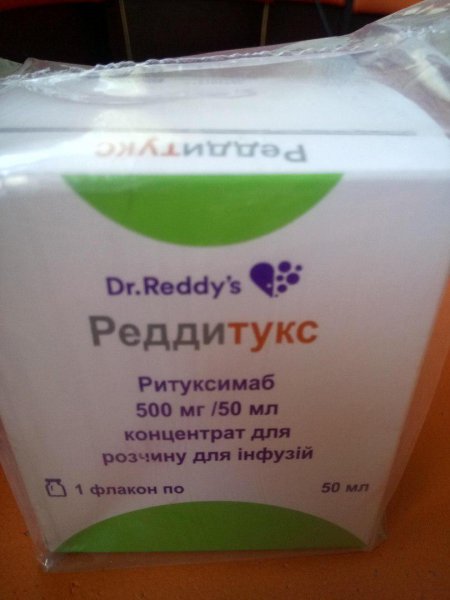 Реддитукс
Dr.Reddy's
Реддитукс
Ритуксимаб
500 мг /50 мл
концентрат для
розчину для інфузій
1 флакон по 50 мл